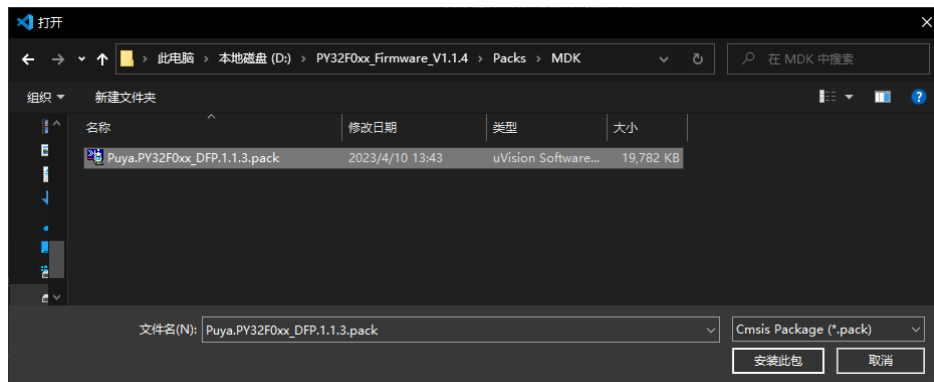 打开
此电脑 › 本地磁盘 (D:) › PY32F0xx_Firmware_V1.1.4 › Packs › MDK
在 MDK 中搜索
组织
新建文件夹
名称 修改日期 类型 大小
Puya.PY32F0xx_DFP.1.1.3.pack 2023/4/10 13:43 uVision Software... 19,782 KB
文件名(N): Puya.PY32F0xx_DFP.1.1.3.pack Cmsis Package (*.pack)
安装此包 取消